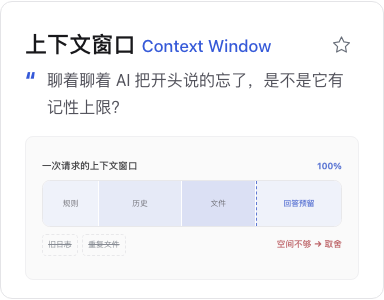 上下文窗口 Context Window
“ 聊着聊着 AI 把开头说的忘了，是不是它有
记性上限？
一次请求的上下文窗口 100%
规则 历史 文件 回答预留
旧日志 重复文件 空间不够 → 取舍